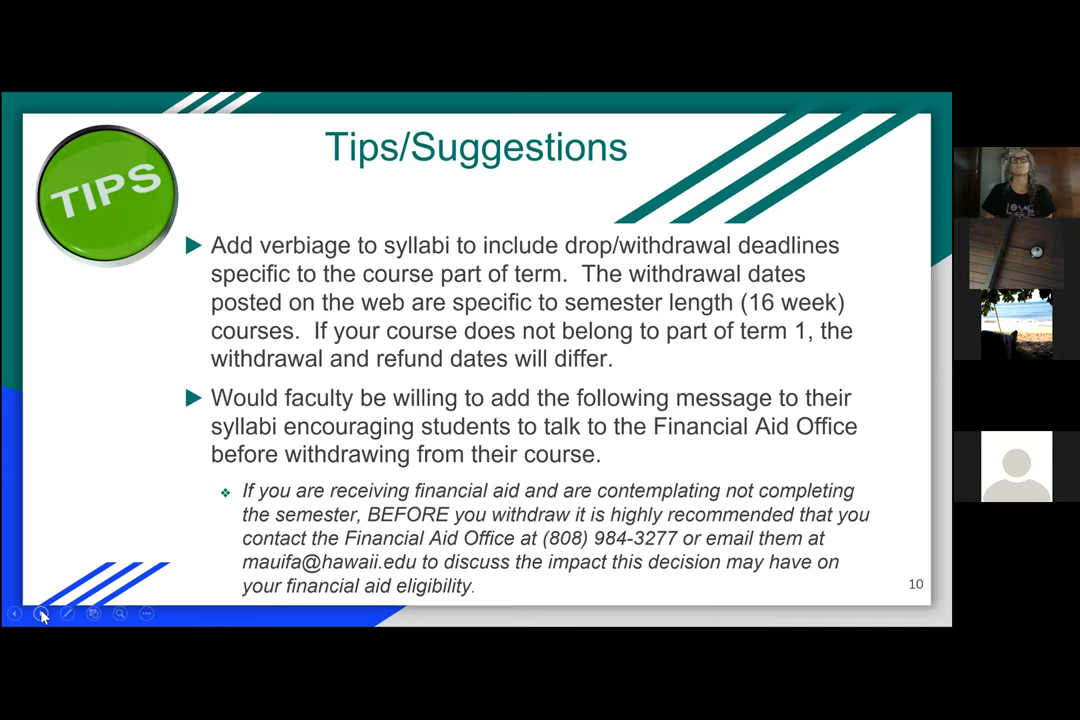 TIPS
Tips/Suggestions
Add verbiage to syllabi to include drop/withdrawal deadlines
specific to the course part of term. The withdrawal dates
posted on the web are specific to semester length (16 week)
courses. If your course does not belong to part of term 1, the
withdrawal and refund dates will differ.
Would faculty be willing to add the following message to their
syllabi encouraging students to talk to the Financial Aid Office
before withdrawing from their course.
If you are receiving financial aid and are contemplating not completing
the semester, BEFORE you withdraw it is highly recommended that you
contact the Financial Aid Office at (808) 984-3277 or email them at
mauifa@hawaii.edu to discuss the impact this decision may have on
your financial aid eligibility.
10